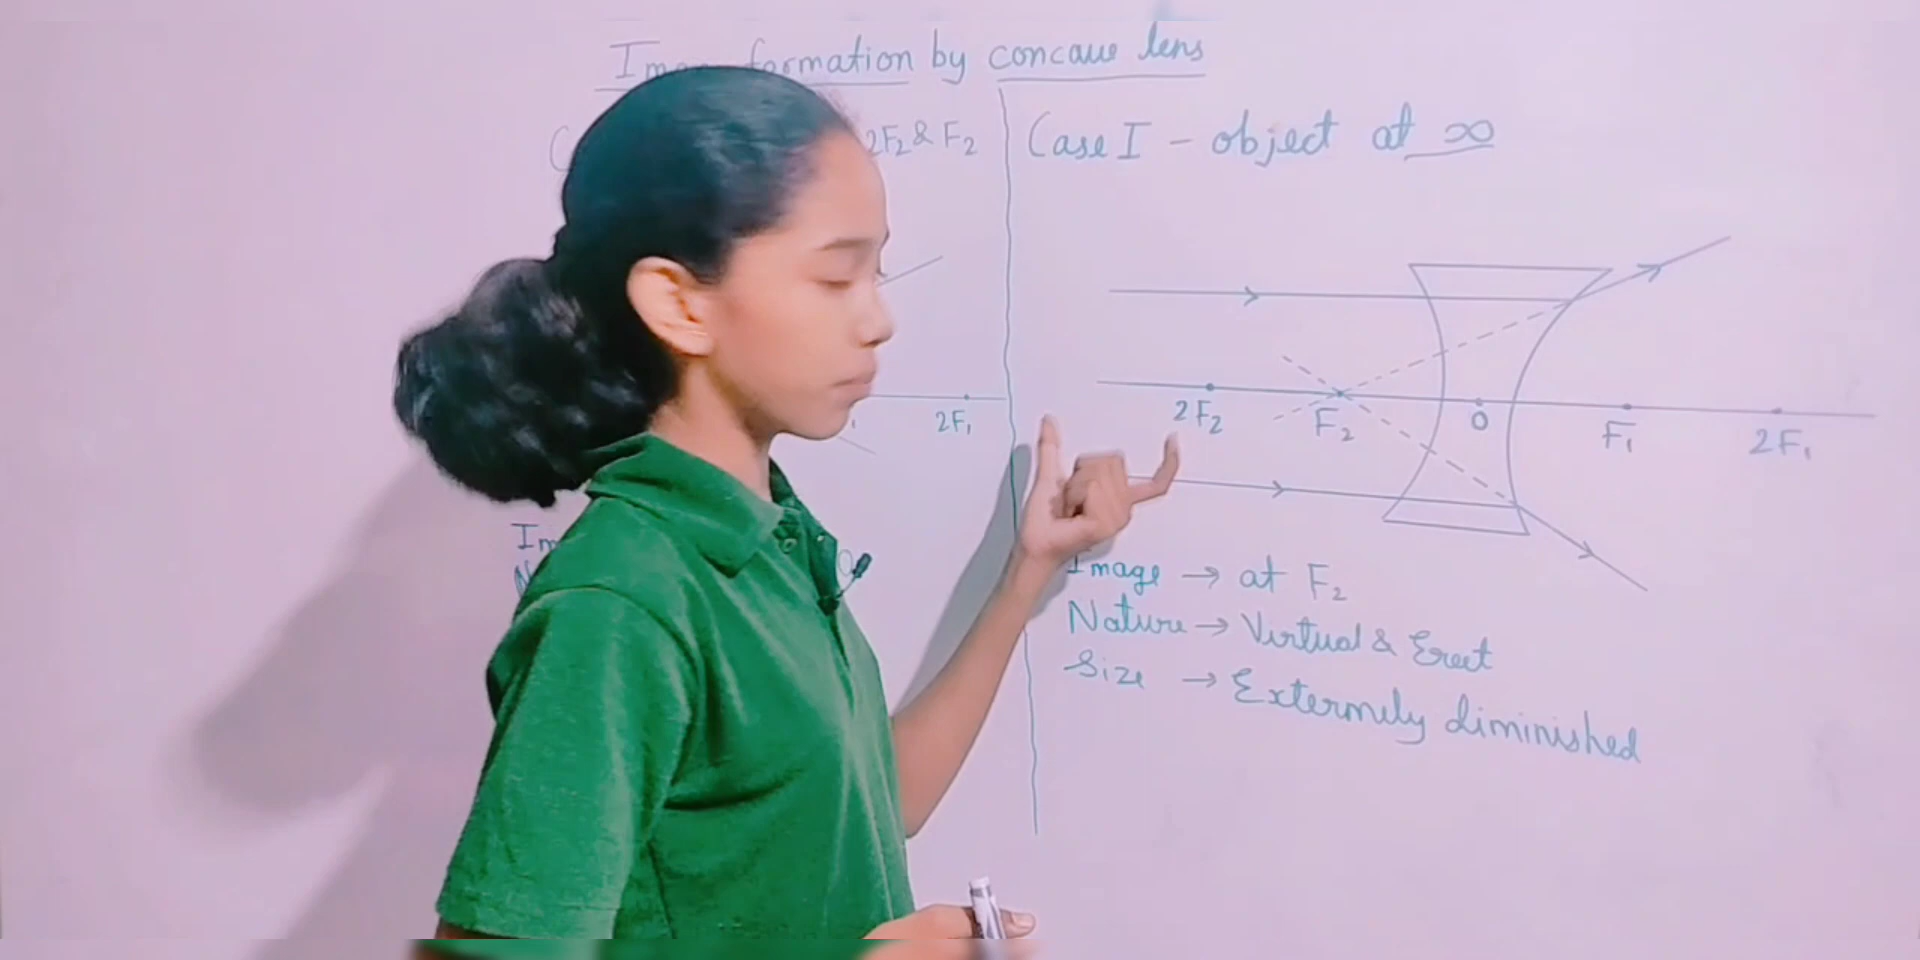 formation by concave lens
2F₂ & F₂
Case I - object at ∞
2F₁
2F₂ F₂ O F₁ 2F₁
Image → at F₂
Nature → Virtual & Erect
Size → Extermely diminished